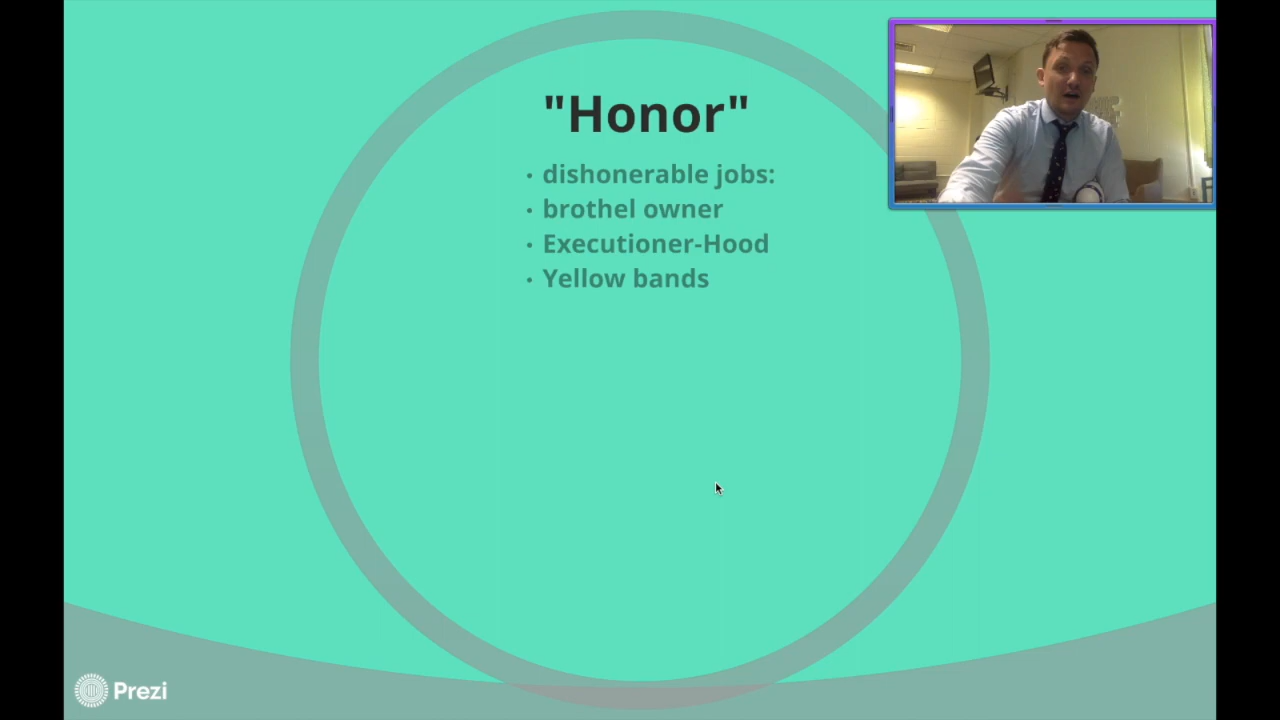 "Honor"
• dishonerable jobs:
• brothel owner
• Executioner-Hood
• Yellow bands
Prezi